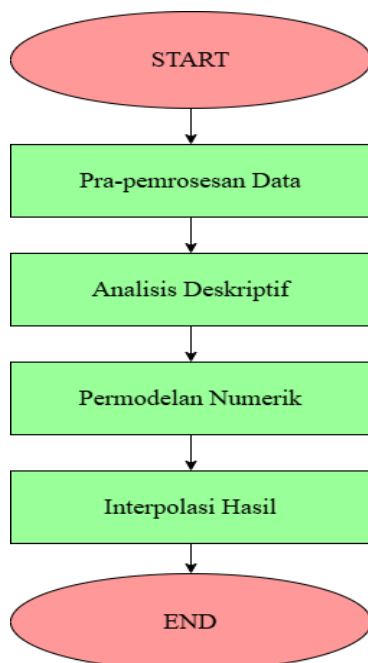 START
Pra-pemrosesan Data
Analisis Deskriptif
Permodelan Numerik
Interpolasi Hasil
END